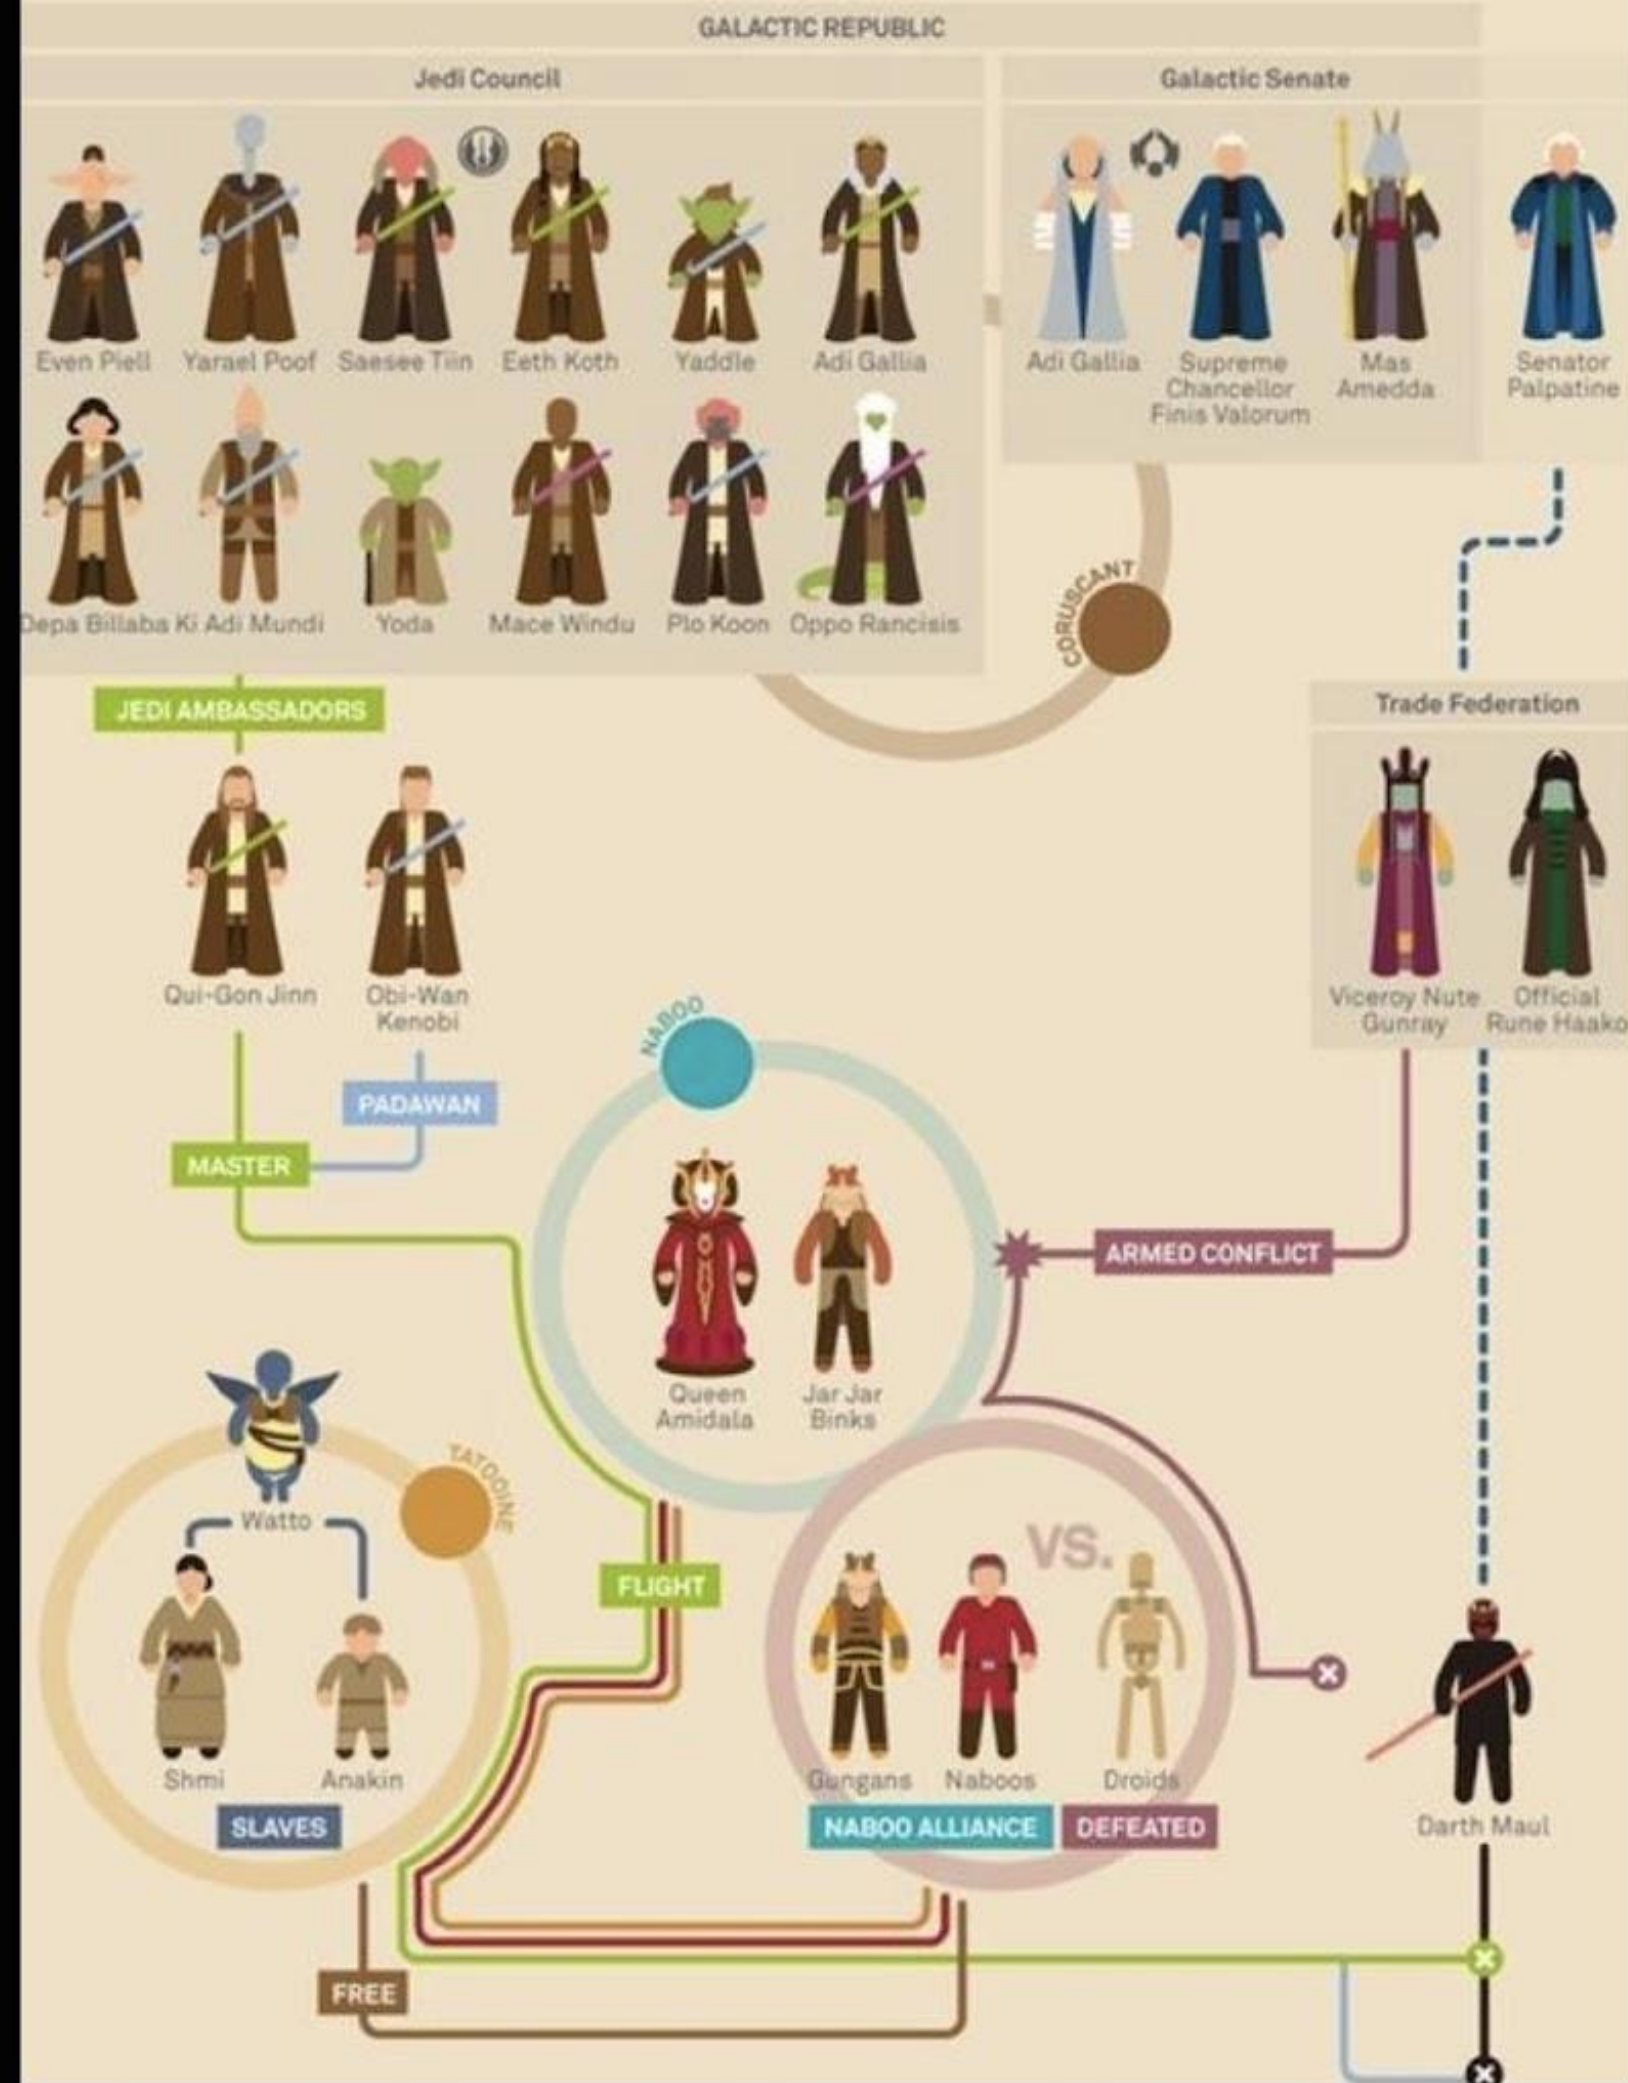 GALACTIC REPUBLIC
Jedi Council
Galactic Senate
Even Piell
Yarael Poof
Saesee Tiin
Eeth Koth
Yaddle
Adi Gallia
Adi Gallia
Supreme
Chancellor
Finis Valorum
Mas
Amedda
Senator
Palpatine
Depa Billaba
Ki Adi Mundi
Yoda
Mace Windu
Plo Koon
Oppo Rancisis
CORUSCANT
JEDI AMBASSADORS
Trade Federation
Qui-Gon Jinn
Obi-Wan
Kenobi
Viceroy Nute
Gunray
Official
Rune Haako
NABOO
PADAWAN
MASTER
ARMED CONFLICT
Queen
Amidala
Jar Jar
Binks
TATOOINE
Watto
VS.
FLIGHT
Shmi
Anakin
SLAVES
Gungans
Naboos
Droids
NABOO ALLIANCE
DEFEATED
Darth Maul
FREE